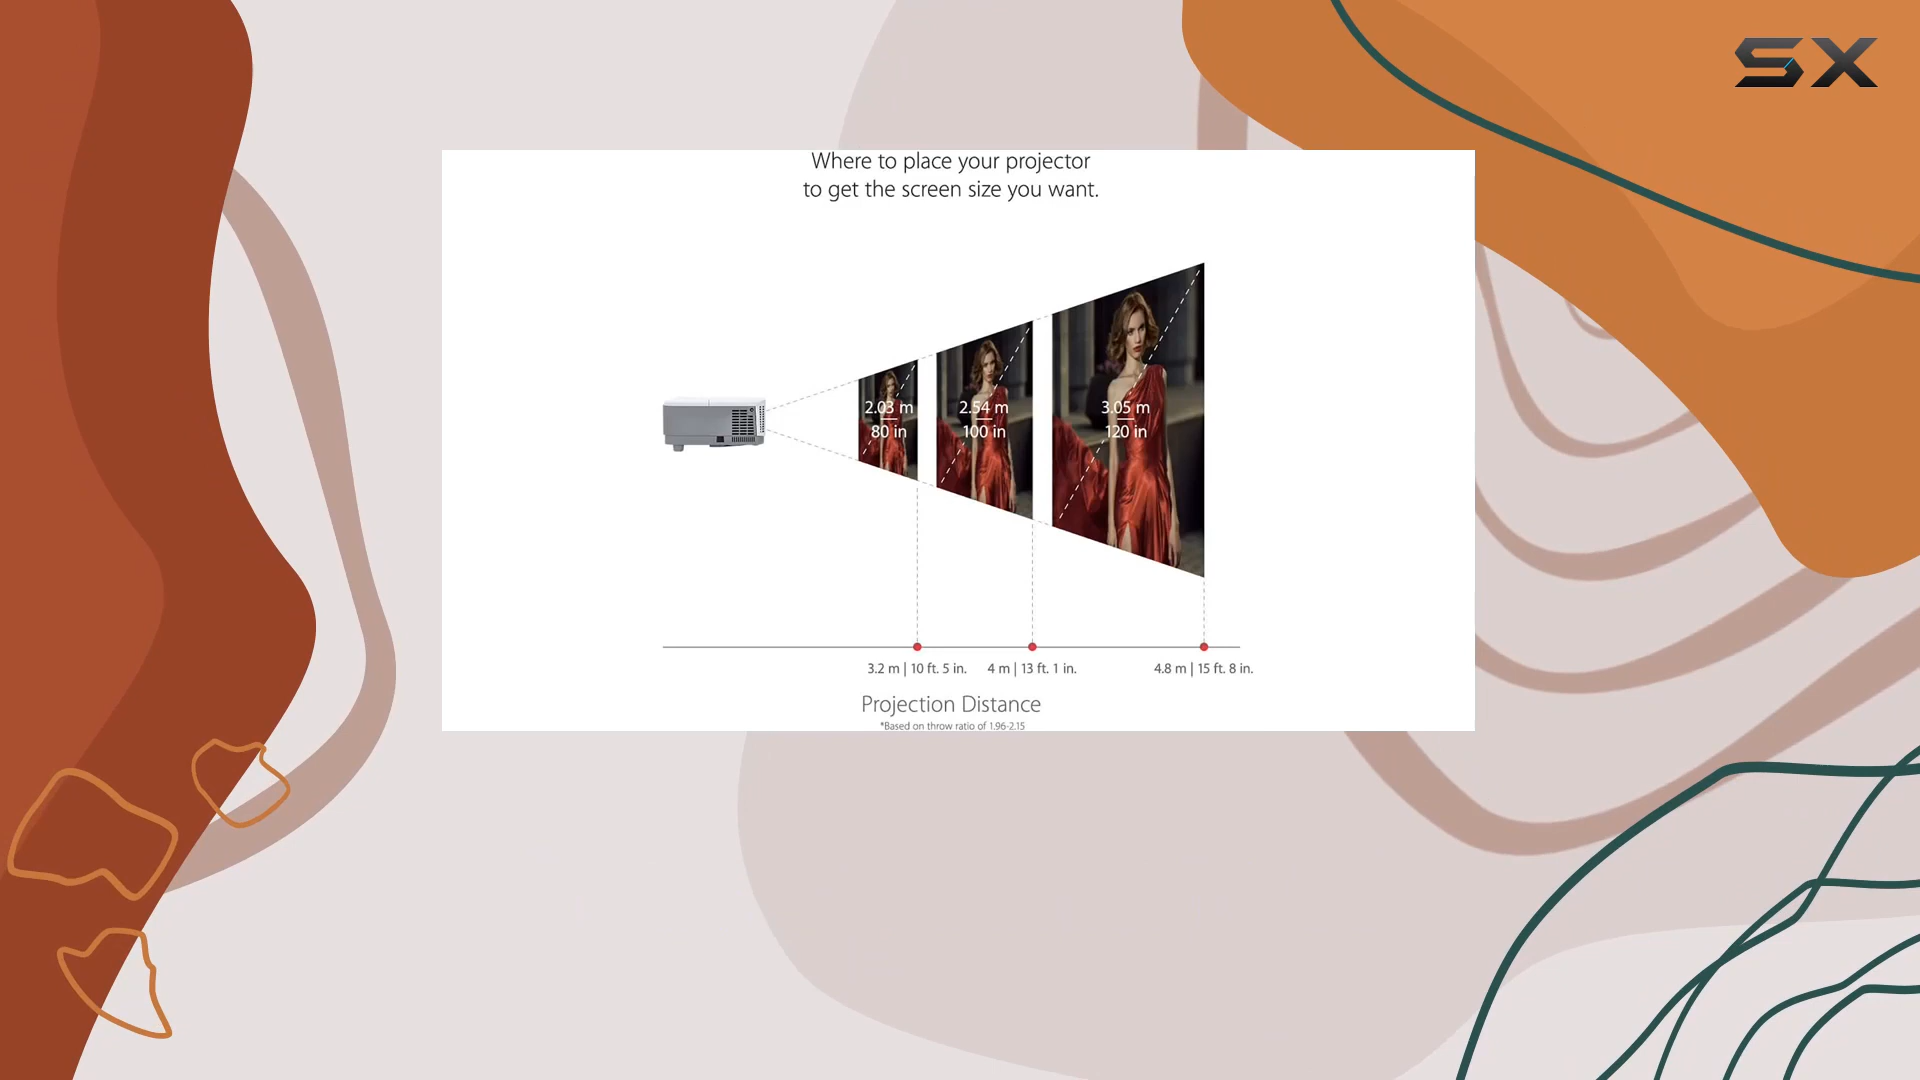 SX
Where to place your projector
to get the screen size you want.
2.03 m
80 in
2.54 m
100 in
3.05 m
120 in
3.2 m | 10 ft. 5 in.
4 m | 13 ft. 1 in.
4.8 m | 15 ft. 8 in.
Projection Distance
*Based on throw ratio of 1.96-2.15